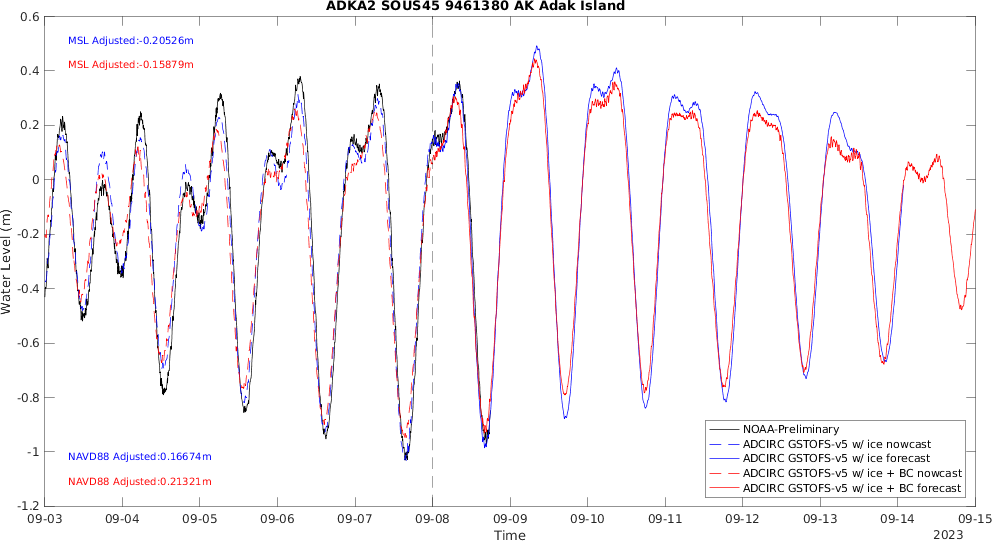 ADKA2 SOUS45 9461380 AK Adak Island
0.6
0.4
0.2
0
-0.2
-0.4
-0.6
-0.8
-1
-1.2
Water Level (m)
MSL Adjusted:-0.20526m
MSL Adjusted:-0.15879m
NAVD88 Adjusted:0.16674m
NAVD88 Adjusted:0.21321m
NOAA-Preliminary
ADCIRC GSTOFS-v5 w/ ice nowcast
ADCIRC GSTOFS-v5 w/ ice forecast
ADCIRC GSTOFS-v5 w/ ice + BC nowcast
ADCIRC GSTOFS-v5 w/ ice + BC forecast
09-03 09-04 09-05 09-06 09-07 09-08 09-09 09-10 09-11 09-12 09-13 09-14 09-15
Time
2023